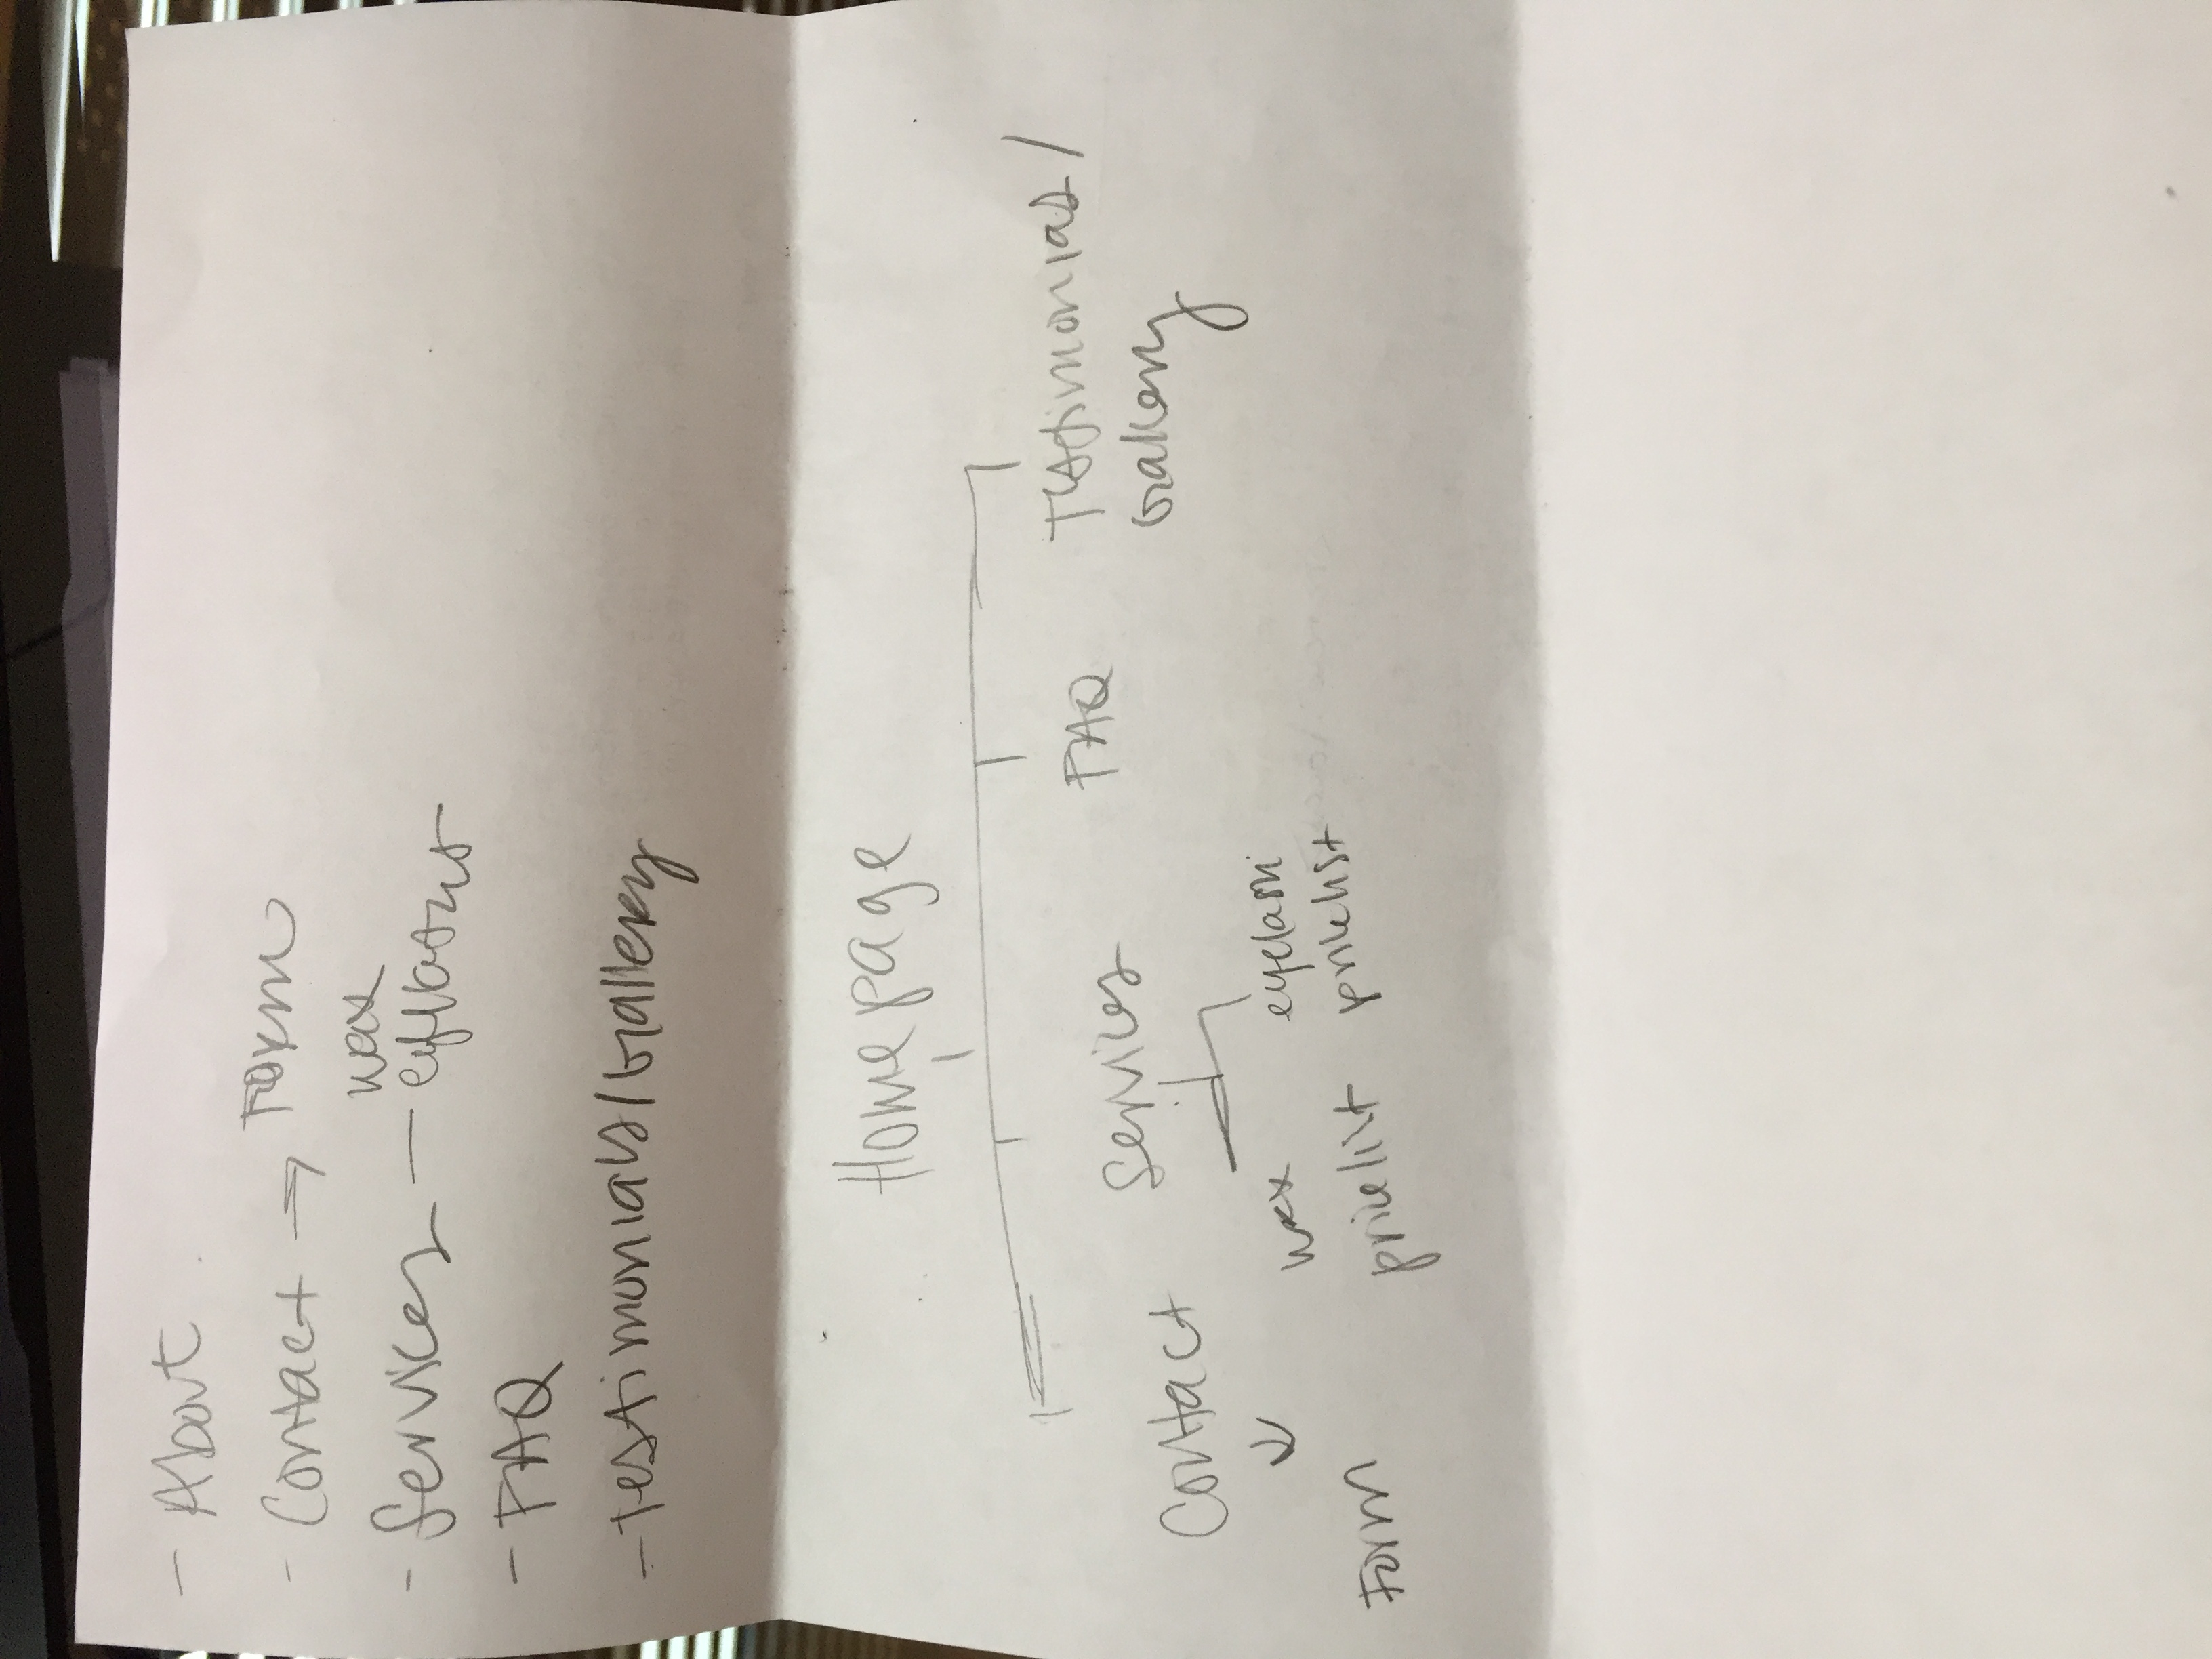 - About
- Contact → Form
wax
- Services —
- FAQ
- Testimonials/Gallery
Homepage
Contact Services FAQ Testimonials/
Gallery
Form wax eyelash
pricelist pricelist